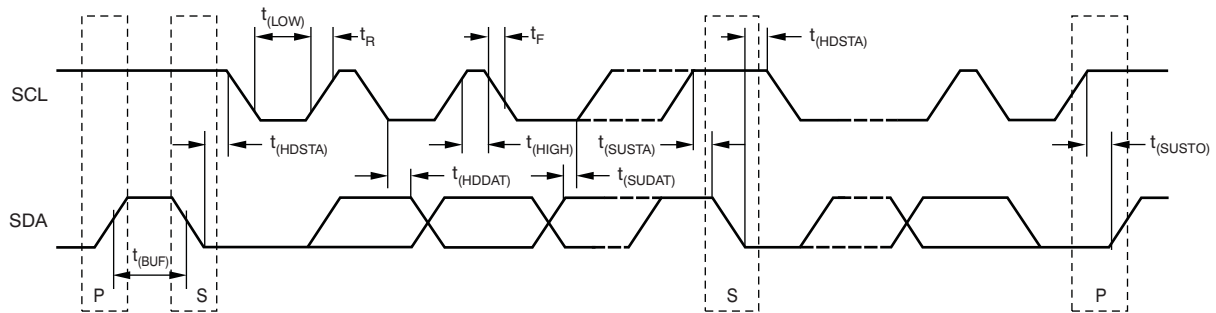 t(LOW)
tR
tF
t(HDSTA)
SCL
t(HDSTA)
t(HIGH)
t(SUSTA)
t(SUSTO)
t(HDDAT)
t(SUDAT)
SDA
t(BUF)
P
S
S
P